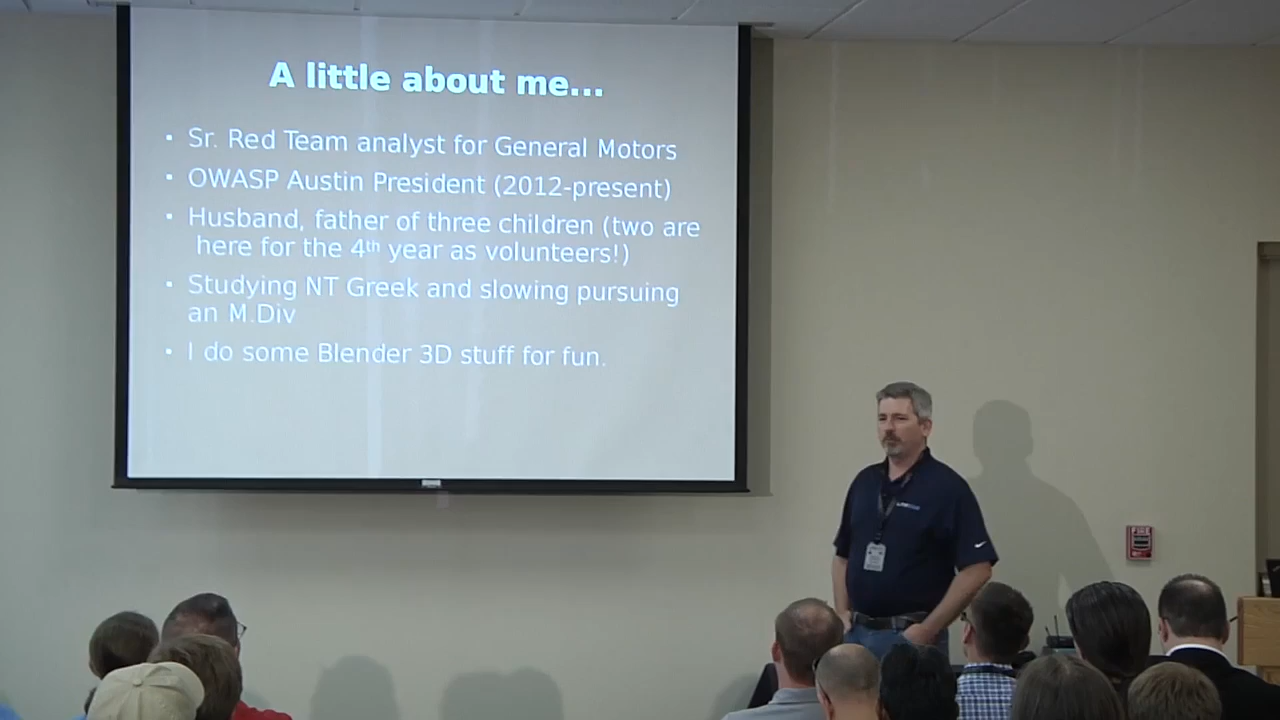 A little about me...
▪ Sr. Red Team analyst for General Motors
▪ OWASP Austin President (2012-present)
▪ Husband, father of three children (two are
here for the 4th year as volunteers!)
▪ Studying NT Greek and slowing pursuing
an M.Div
▪ I do some Blender 3D stuff for fun.
FIRE